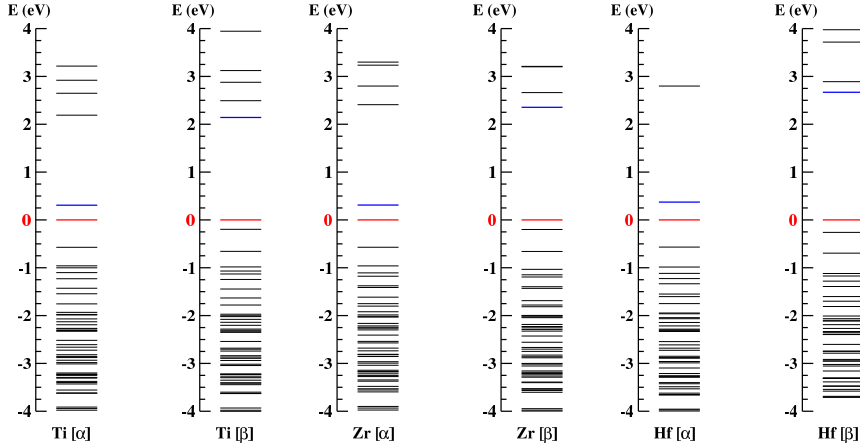 E (eV) E (eV) E (eV) E (eV) E (eV) E (eV)
4 4 4 4 4 4
3 3 3 3 3 3
2 2 2 2 2 2
1 1 1 1 1 1
0 0 0 0 0 0
-1 -1 -1 -1 -1 -1
-2 -2 -2 -2 -2 -2
-3 -3 -3 -3 -3 -3
-4 -4 -4 -4 -4 -4
Ti [α] Ti [β] Zr [α] Zr [β] Hf [α] Hf [β]